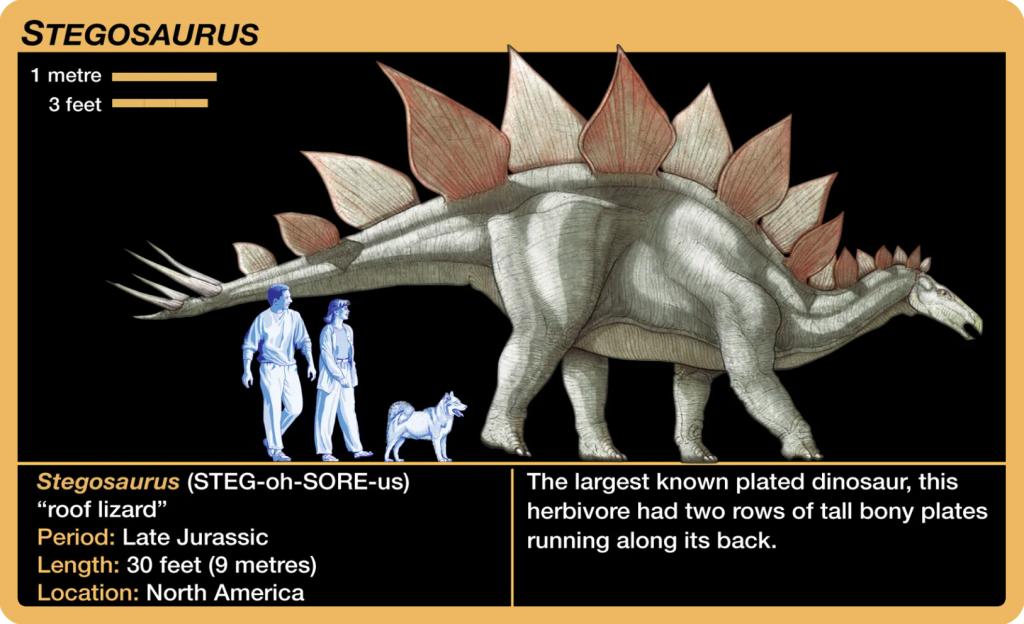 STEGOSAURUS
1 metre
3 feet
Stegosaurus (STEG-oh-SORE-us)
“roof lizard”
Period: Late Jurassic
Length: 30 feet (9 metres)
Location: North America
The largest known plated dinosaur, this
herbivore had two rows of tall bony plates
running along its back.